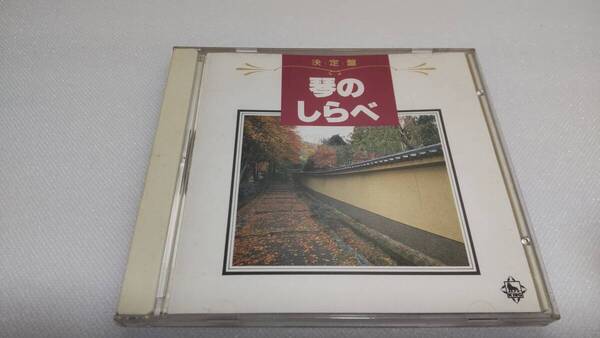 決・定・盤
琴の
しらべ